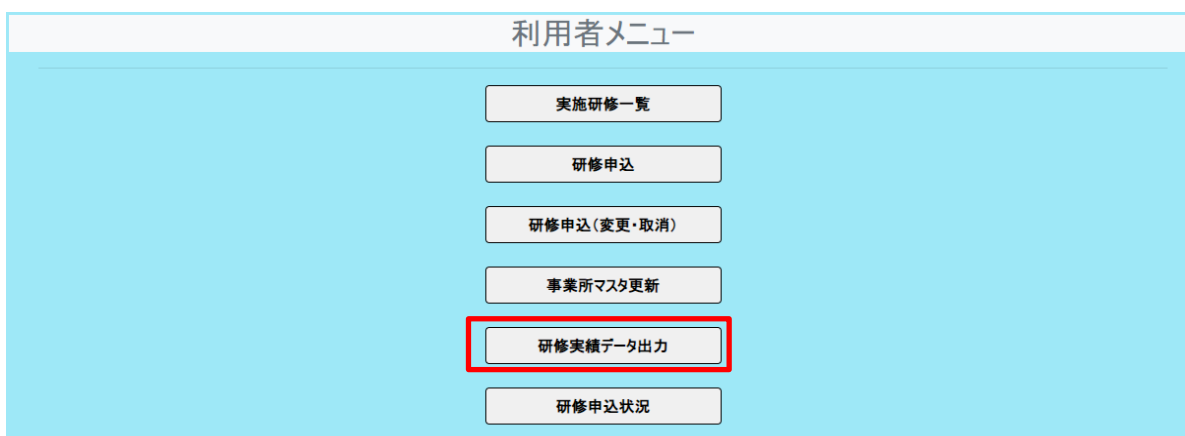 利用者メニュー
実施研修一覧
研修申込
研修申込(変更・取消)
事業所マスタ更新
研修実績データ出力
研修申込状況